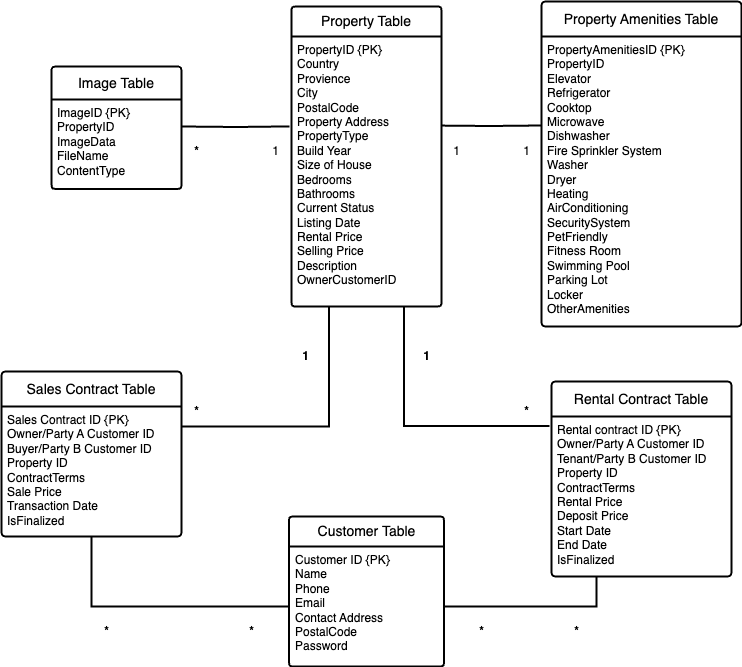 Property Table
PropertyID {PK}
Country
Provience
City
PostalCode
Property Address
PropertyType
Build Year
Size of House
Bedrooms
Bathrooms
Current Status
Listing Date
Rental Price
Selling Price
Description
OwnerCustomerID
Property Amenities Table
PropertyAmenitiesID {PK}
PropertyID
Elevator
Refrigerator
Cooktop
Microwave
Dishwasher
Fire Sprinkler System
Washer
Dryer
Heating
AirConditioning
SecuritySystem
PetFriendly
Fitness Room
Swimming Pool
Parking Lot
Locker
OtherAmenities
Image Table
ImageID {PK}
PropertyID
ImageData
FileName
ContentType
*
1
1
1
1
1
*
*
Sales Contract Table
Sales Contract ID {PK}
Owner/Party A Customer ID
Buyer/Party B Customer ID
Property ID
ContractTerms
Sale Price
Transaction Date
IsFinalized
Rental Contract Table
Rental contract ID {PK}
Owner/Party A Customer ID
Tenant/Party B Customer ID
Property ID
ContractTerms
Rental Price
Deposit Price
Start Date
End Date
IsFinalized
Customer Table
Customer ID {PK}
Name
Phone
Email
Contact Address
PostalCode
Password
*
*
*
*